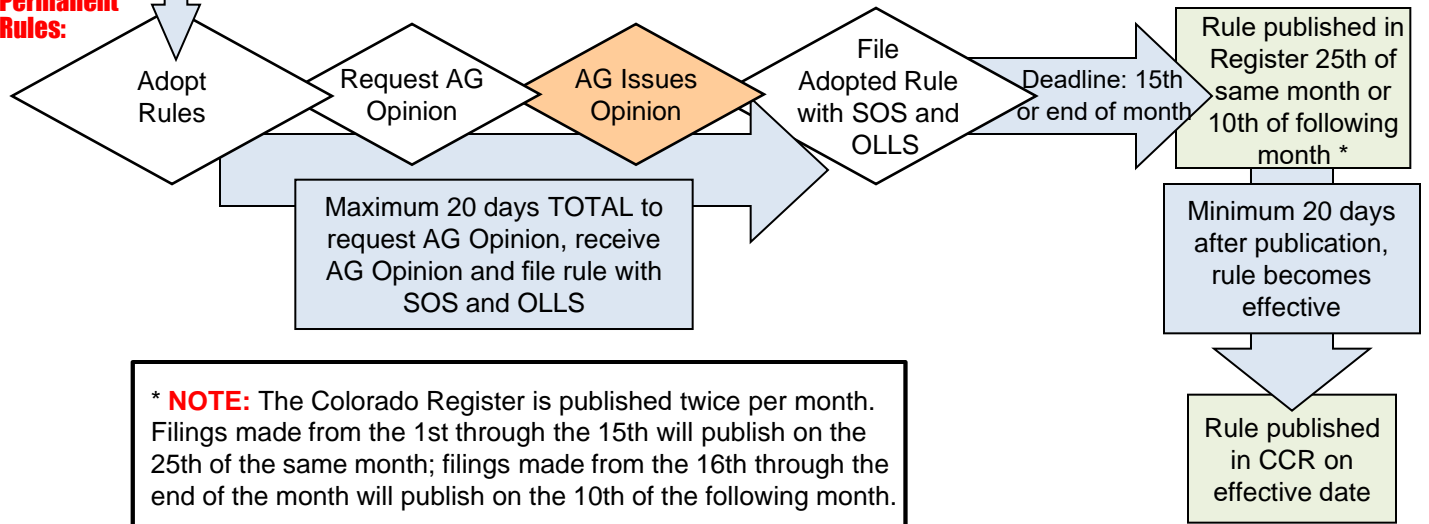 Permanent
Rules:
Adopt
Rules
Request AG
Opinion
AG Issues
Opinion
File
Adopted Rule
with SOS and
OLLS
Deadline: 15th
or end of month
Rule published in
Register 25th of
same month or
10th of following
month *
Maximum 20 days TOTAL to
request AG Opinion, receive
AG Opinion and file rule with
SOS and OLLS
Minimum 20 days
after publication,
rule becomes
effective
Rule published
in CCR on
effective date
* NOTE: The Colorado Register is published twice per month.
Filings made from the 1st through the 15th will publish on the
25th of the same month; filings made from the 16th through the
end of the month will publish on the 10th of the following month.